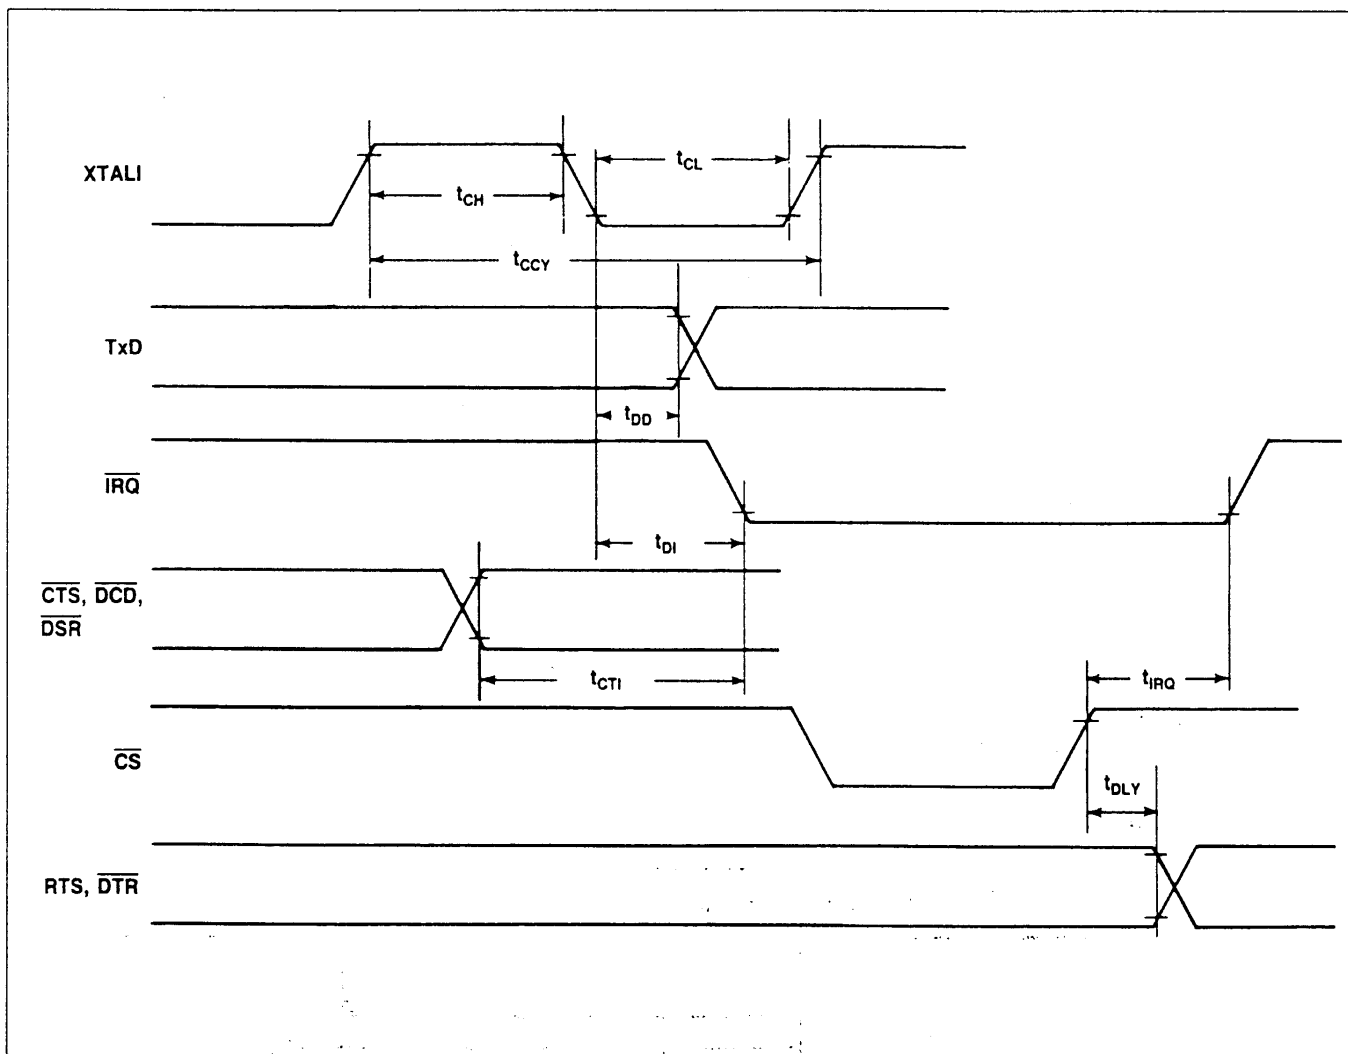 XTALI
tCL
tCH
tCCY
TxD
tDD
IRQ
tDI
CTS, DCD,
DSR
tCTI
tIRQ
CS
tDLY
RTS, DTR